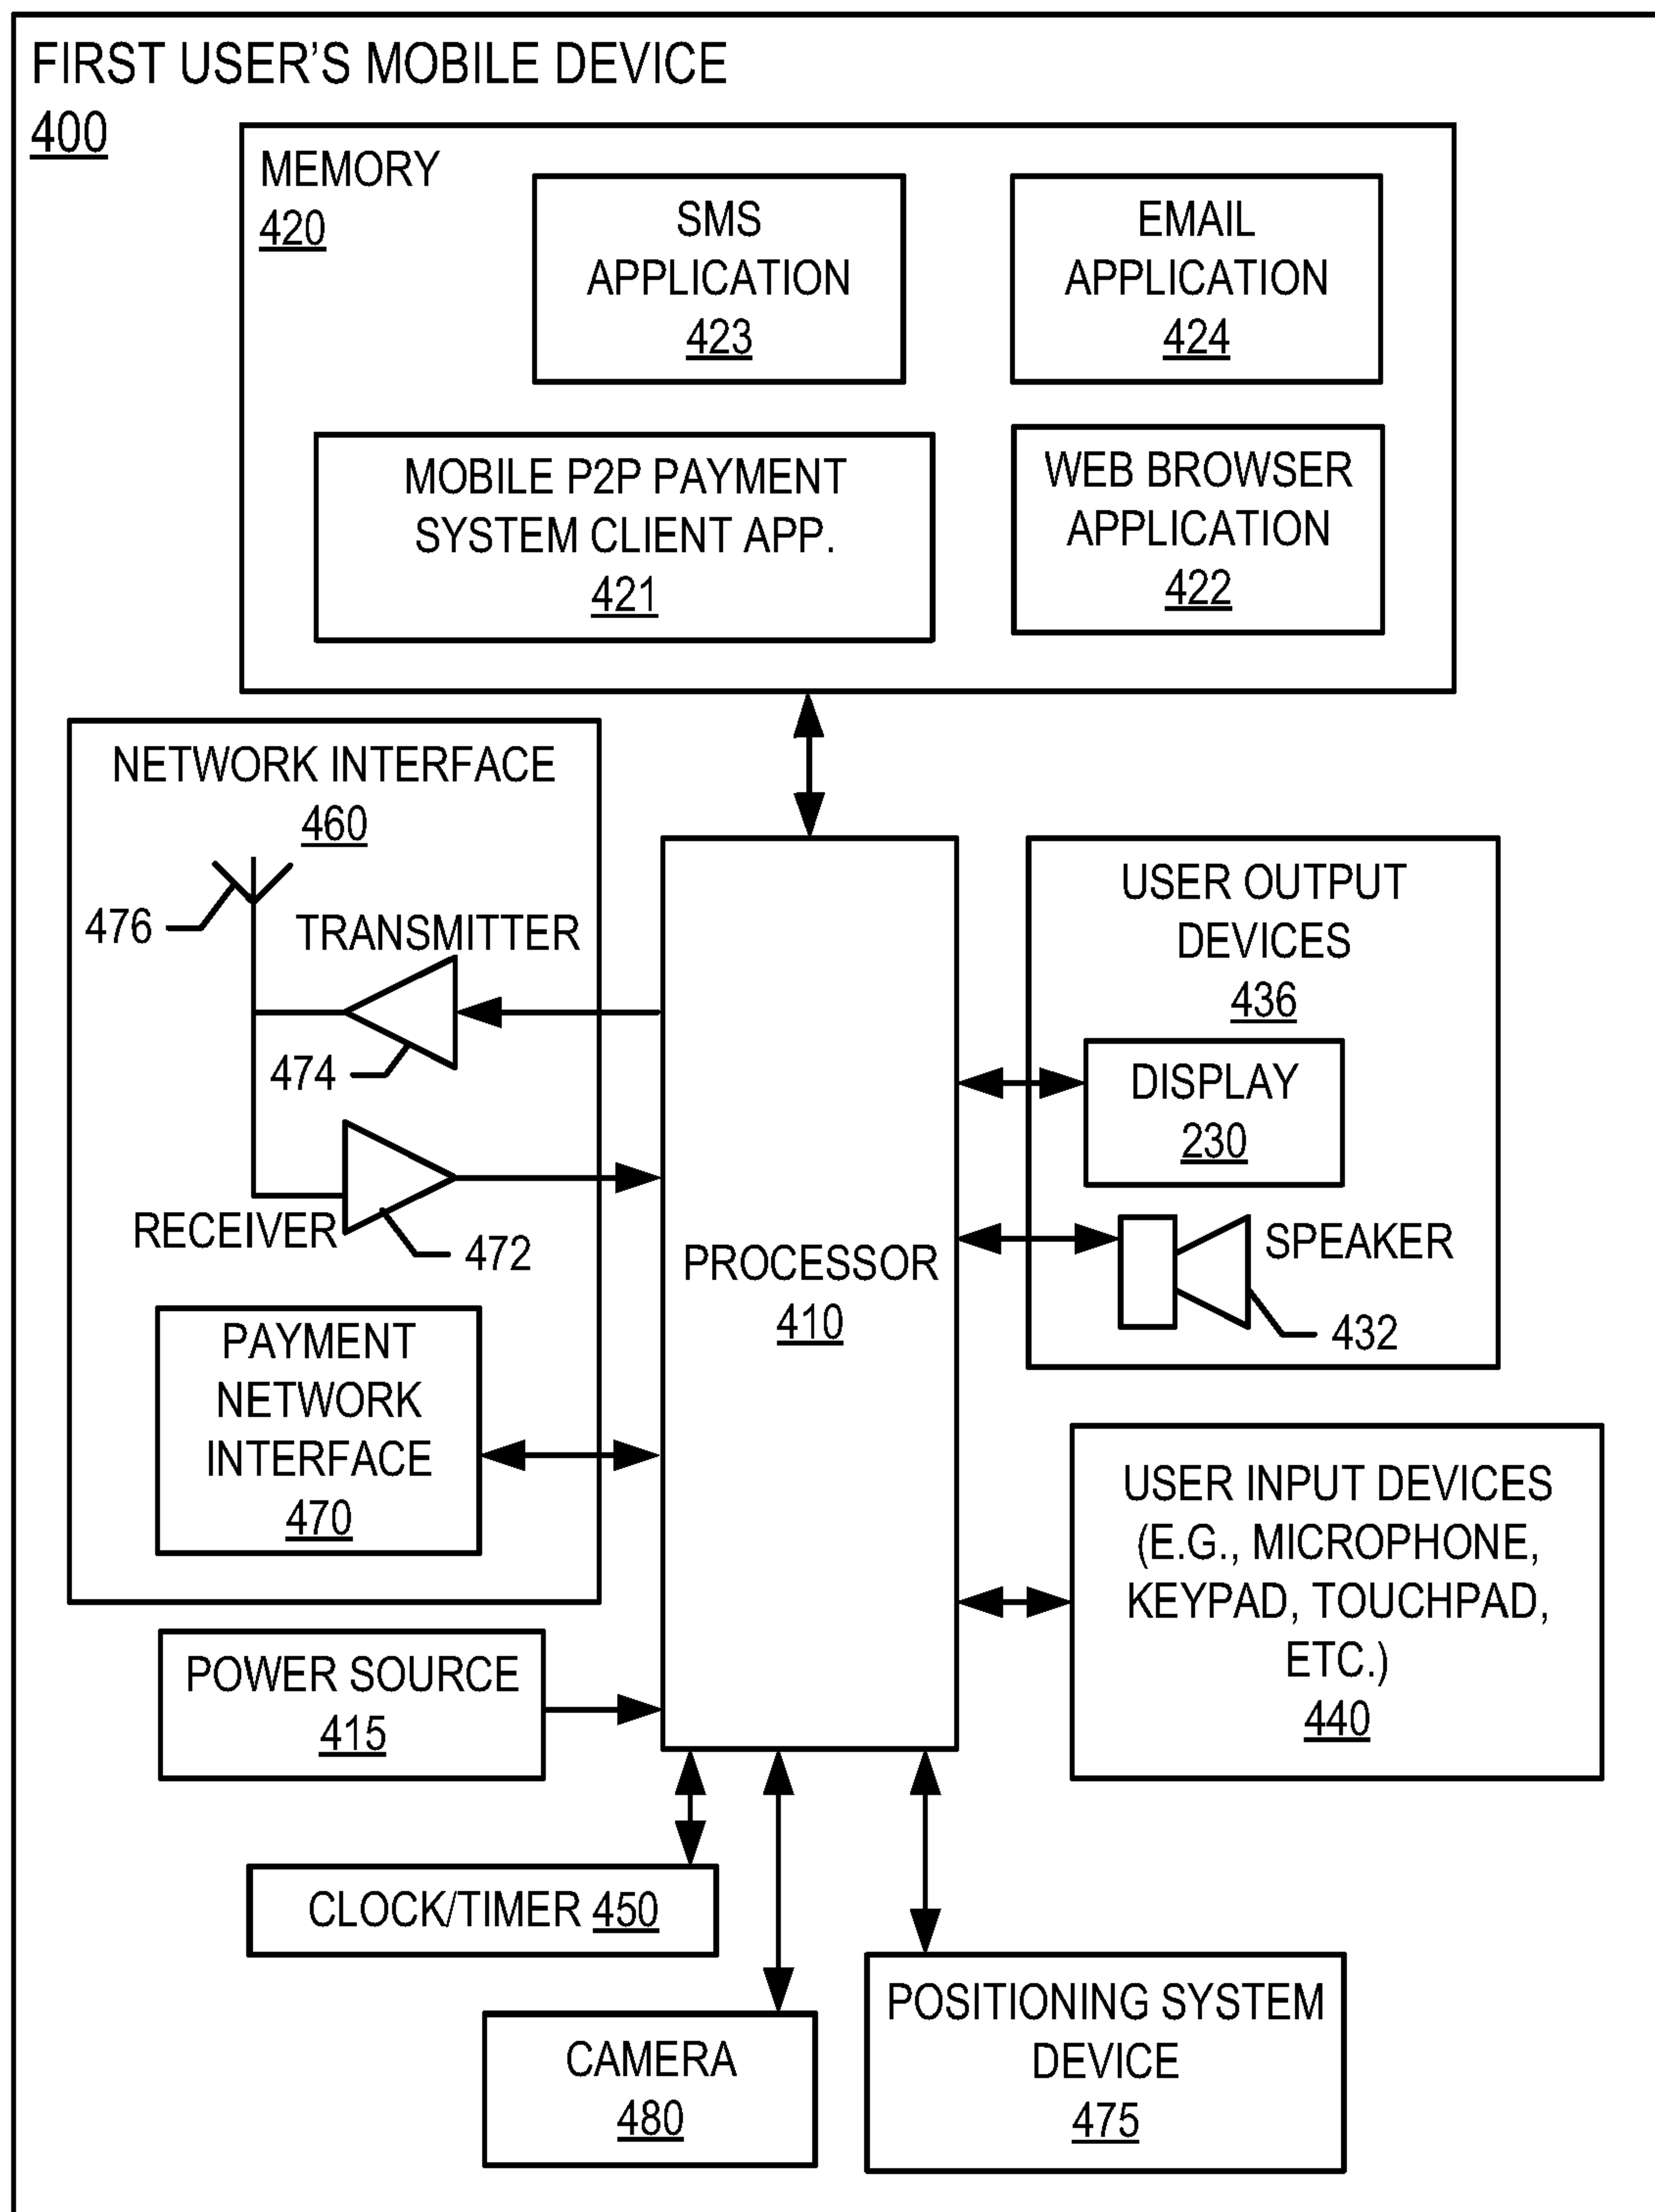 FIRST USER'S MOBILE DEVICE
400
MEMORY
420
SMS
APPLICATION
423
EMAIL
APPLICATION
424
MOBILE P2P PAYMENT
SYSTEM CLIENT APP.
421
WEB BROWSER
APPLICATION
422
NETWORK INTERFACE
460
476
TRANSMITTER
474
RECEIVER
472
PAYMENT
NETWORK
INTERFACE
470
PROCESSOR
410
USER OUTPUT
DEVICES
436
DISPLAY
230
SPEAKER
432
USER INPUT DEVICES
(E.G., MICROPHONE,
KEYPAD, TOUCHPAD,
ETC.)
440
POWER SOURCE
415
CLOCK/TIMER 450
CAMERA
480
POSITIONING SYSTEM
DEVICE
475